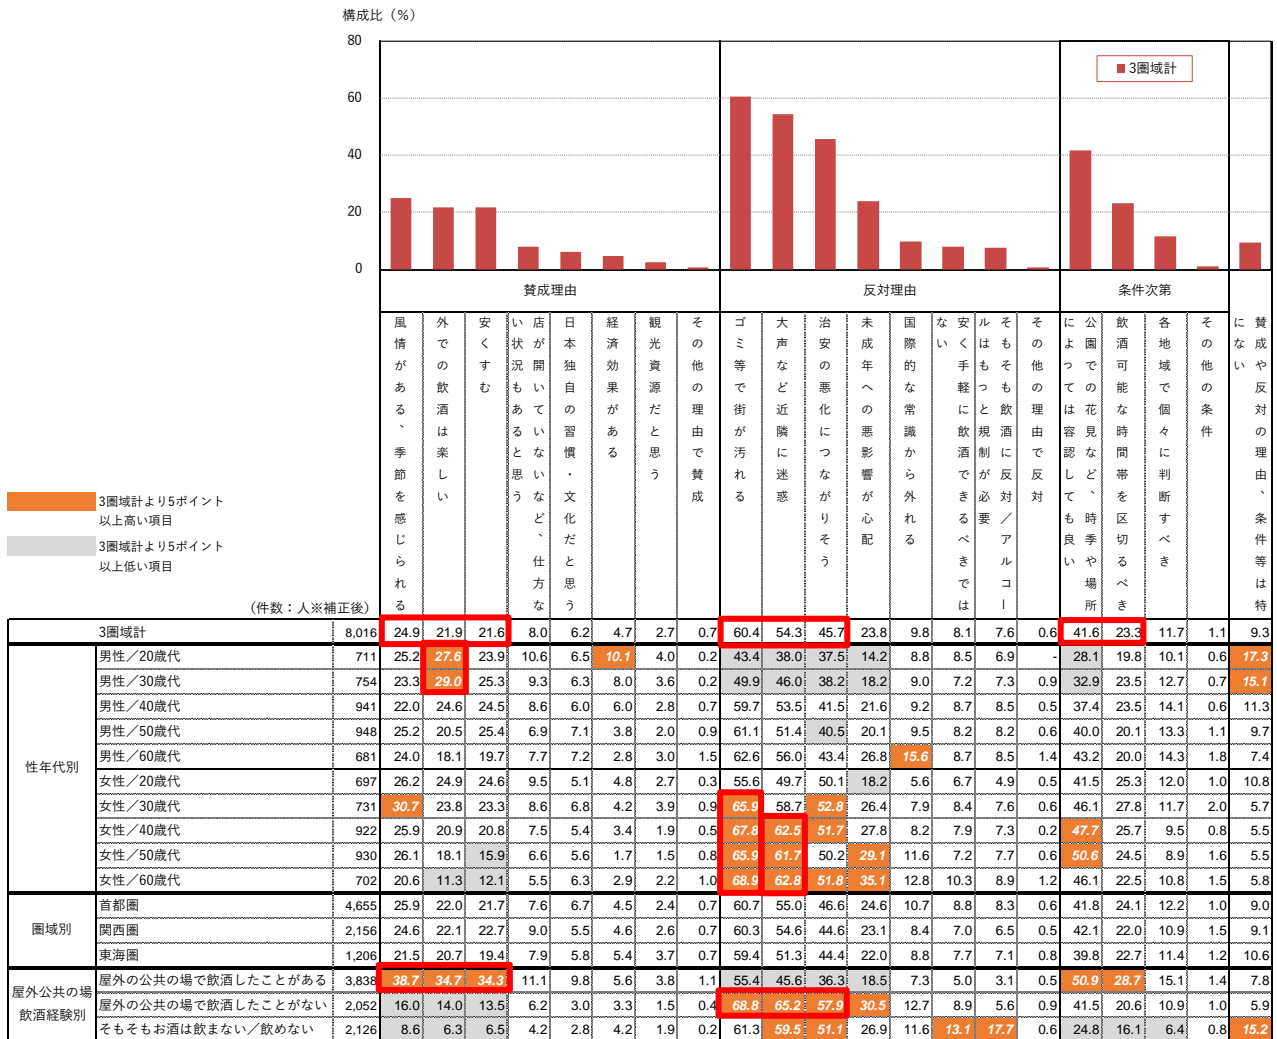 構成比（%）
80
60
40
20
0
■3圏域計
賛成理由
反対理由
条件次第
風情がある、季節を感じられる
外での飲酒は楽しい
安くすむ
店が開いていないなど、仕方ない状況もあると思う
日本独自の習慣・文化だと思う
経済効果がある
観光資源だと思う
その他の理由で賛成
ゴミ等で街が汚れる
大声など近隣に迷惑
治安の悪化につながりそう
未成年への悪影響が心配
国際的な常識から外れる
安く手軽に飲酒できるべきではない
そもそも飲酒に反対／アルコールはもっと規制が必要
その他の理由で反対
公園での花見など、時季や場所によっては容認しても良い
飲酒可能な時間帯を区切るべき
各地域で個々に判断すべき
その他の条件
賛成や反対の理由、条件等は特にない
3圏域計より5ポイント
以上高い項目
3圏域計より5ポイント
以上低い項目
（件数：人※補正後）
3圏域計 8,016 24.9 21.9 21.6 8.0 6.2 4.7 2.7 0.7 60.4 54.3 45.7 23.8 9.8 8.1 7.6 0.6 41.6 23.3 11.7 1.1 9.3
性年代別
男性／20歳代 711 25.2 27.6 23.9 10.6 6.5 10.1 4.0 0.2 43.4 38.0 37.5 14.2 8.8 8.5 6.9 - 28.1 19.8 10.1 0.6 17.3
男性／30歳代 754 23.3 29.0 25.3 9.3 6.3 8.0 3.6 0.2 49.9 46.0 38.2 18.2 9.0 7.2 7.3 0.9 32.9 23.5 12.7 0.7 15.1
男性／40歳代 941 22.0 24.6 24.5 8.6 6.0 6.0 2.8 0.7 59.7 53.5 41.5 21.6 9.2 8.7 8.5 0.5 37.4 23.5 14.1 0.6 11.3
男性／50歳代 948 25.2 20.5 25.4 6.9 7.1 3.8 2.0 0.9 61.1 51.4 40.5 20.1 9.5 8.2 8.2 0.6 40.0 20.1 13.3 1.1 9.7
男性／60歳代 681 24.0 18.1 19.7 7.7 7.2 2.8 3.0 1.5 62.6 56.0 43.4 26.8 15.6 8.7 8.5 1.4 43.2 20.0 14.3 1.8 7.4
女性／20歳代 697 26.2 24.9 24.6 9.5 5.1 4.8 2.7 0.3 55.6 49.7 50.1 18.2 5.6 6.7 4.9 0.5 41.5 25.3 12.0 1.0 10.8
女性／30歳代 731 30.7 23.8 23.3 8.6 6.8 4.2 3.9 0.9 65.9 58.7 52.8 26.4 7.9 8.4 7.6 0.6 46.1 27.8 11.7 2.0 5.7
女性／40歳代 922 25.9 20.9 20.8 7.5 5.4 3.4 1.9 0.5 67.8 62.5 51.7 27.8 8.2 7.9 7.3 0.2 47.7 25.7 9.5 0.8 5.5
女性／50歳代 930 26.1 18.1 15.9 6.6 5.6 1.7 1.5 0.8 65.9 61.7 50.2 29.1 11.6 7.2 7.7 0.6 50.6 24.5 8.9 1.6 5.5
女性／60歳代 702 20.6 11.3 12.1 5.5 6.3 2.9 2.2 1.0 68.9 62.8 51.8 35.1 12.8 10.3 8.9 1.2 46.1 22.5 10.8 1.5 5.8
圏域別
首都圏 4,655 25.9 22.0 21.7 7.6 6.7 4.5 2.4 0.7 60.7 55.0 46.6 24.6 10.7 8.8 8.3 0.6 41.8 24.1 12.2 1.0 9.0
関西圏 2,156 24.6 22.1 22.7 9.0 5.5 4.6 2.6 0.7 60.3 54.6 44.6 23.1 8.4 7.0 6.5 0.5 42.1 22.0 10.9 1.5 9.1
東海圏 1,206 21.5 20.7 19.4 7.9 5.8 5.4 3.7 0.7 59.4 51.3 44.4 22.0 8.8 7.7 7.1 0.8 39.8 22.7 11.4 1.2 10.6
屋外公共の場
飲酒経験別
屋外の公共の場で飲酒したことがある 3,838 38.7 34.7 34.3 11.1 9.8 5.6 3.8 1.1 55.4 45.6 36.3 18.5 7.3 5.0 3.1 0.5 50.9 28.7 15.1 1.4 7.8
屋外の公共の場で飲酒したことがない 2,052 16.0 14.0 13.5 6.2 3.0 3.3 1.5 0.4 68.8 65.2 57.9 30.5 12.7 8.9 5.6 0.9 41.5 20.6 10.9 1.0 5.9
そもそもお酒は飲まない／飲めない 2,126 8.6 6.3 6.5 4.2 2.8 4.2 1.9 0.2 61.3 59.5 51.1 26.9 11.6 13.1 17.7 0.6 24.8 16.1 6.4 0.8 15.2